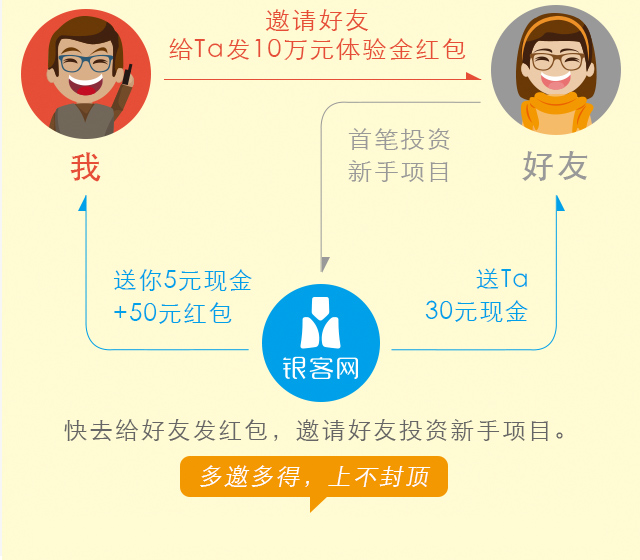 邀请好友
给Ta发10万元体验金红包
首笔投资
新手项目
我
好友
送你5元现金
+50元红包
送Ta
30元现金
银客网
快去给好友发红包，邀请好友投资新手项目。
多邀多得，上不封顶